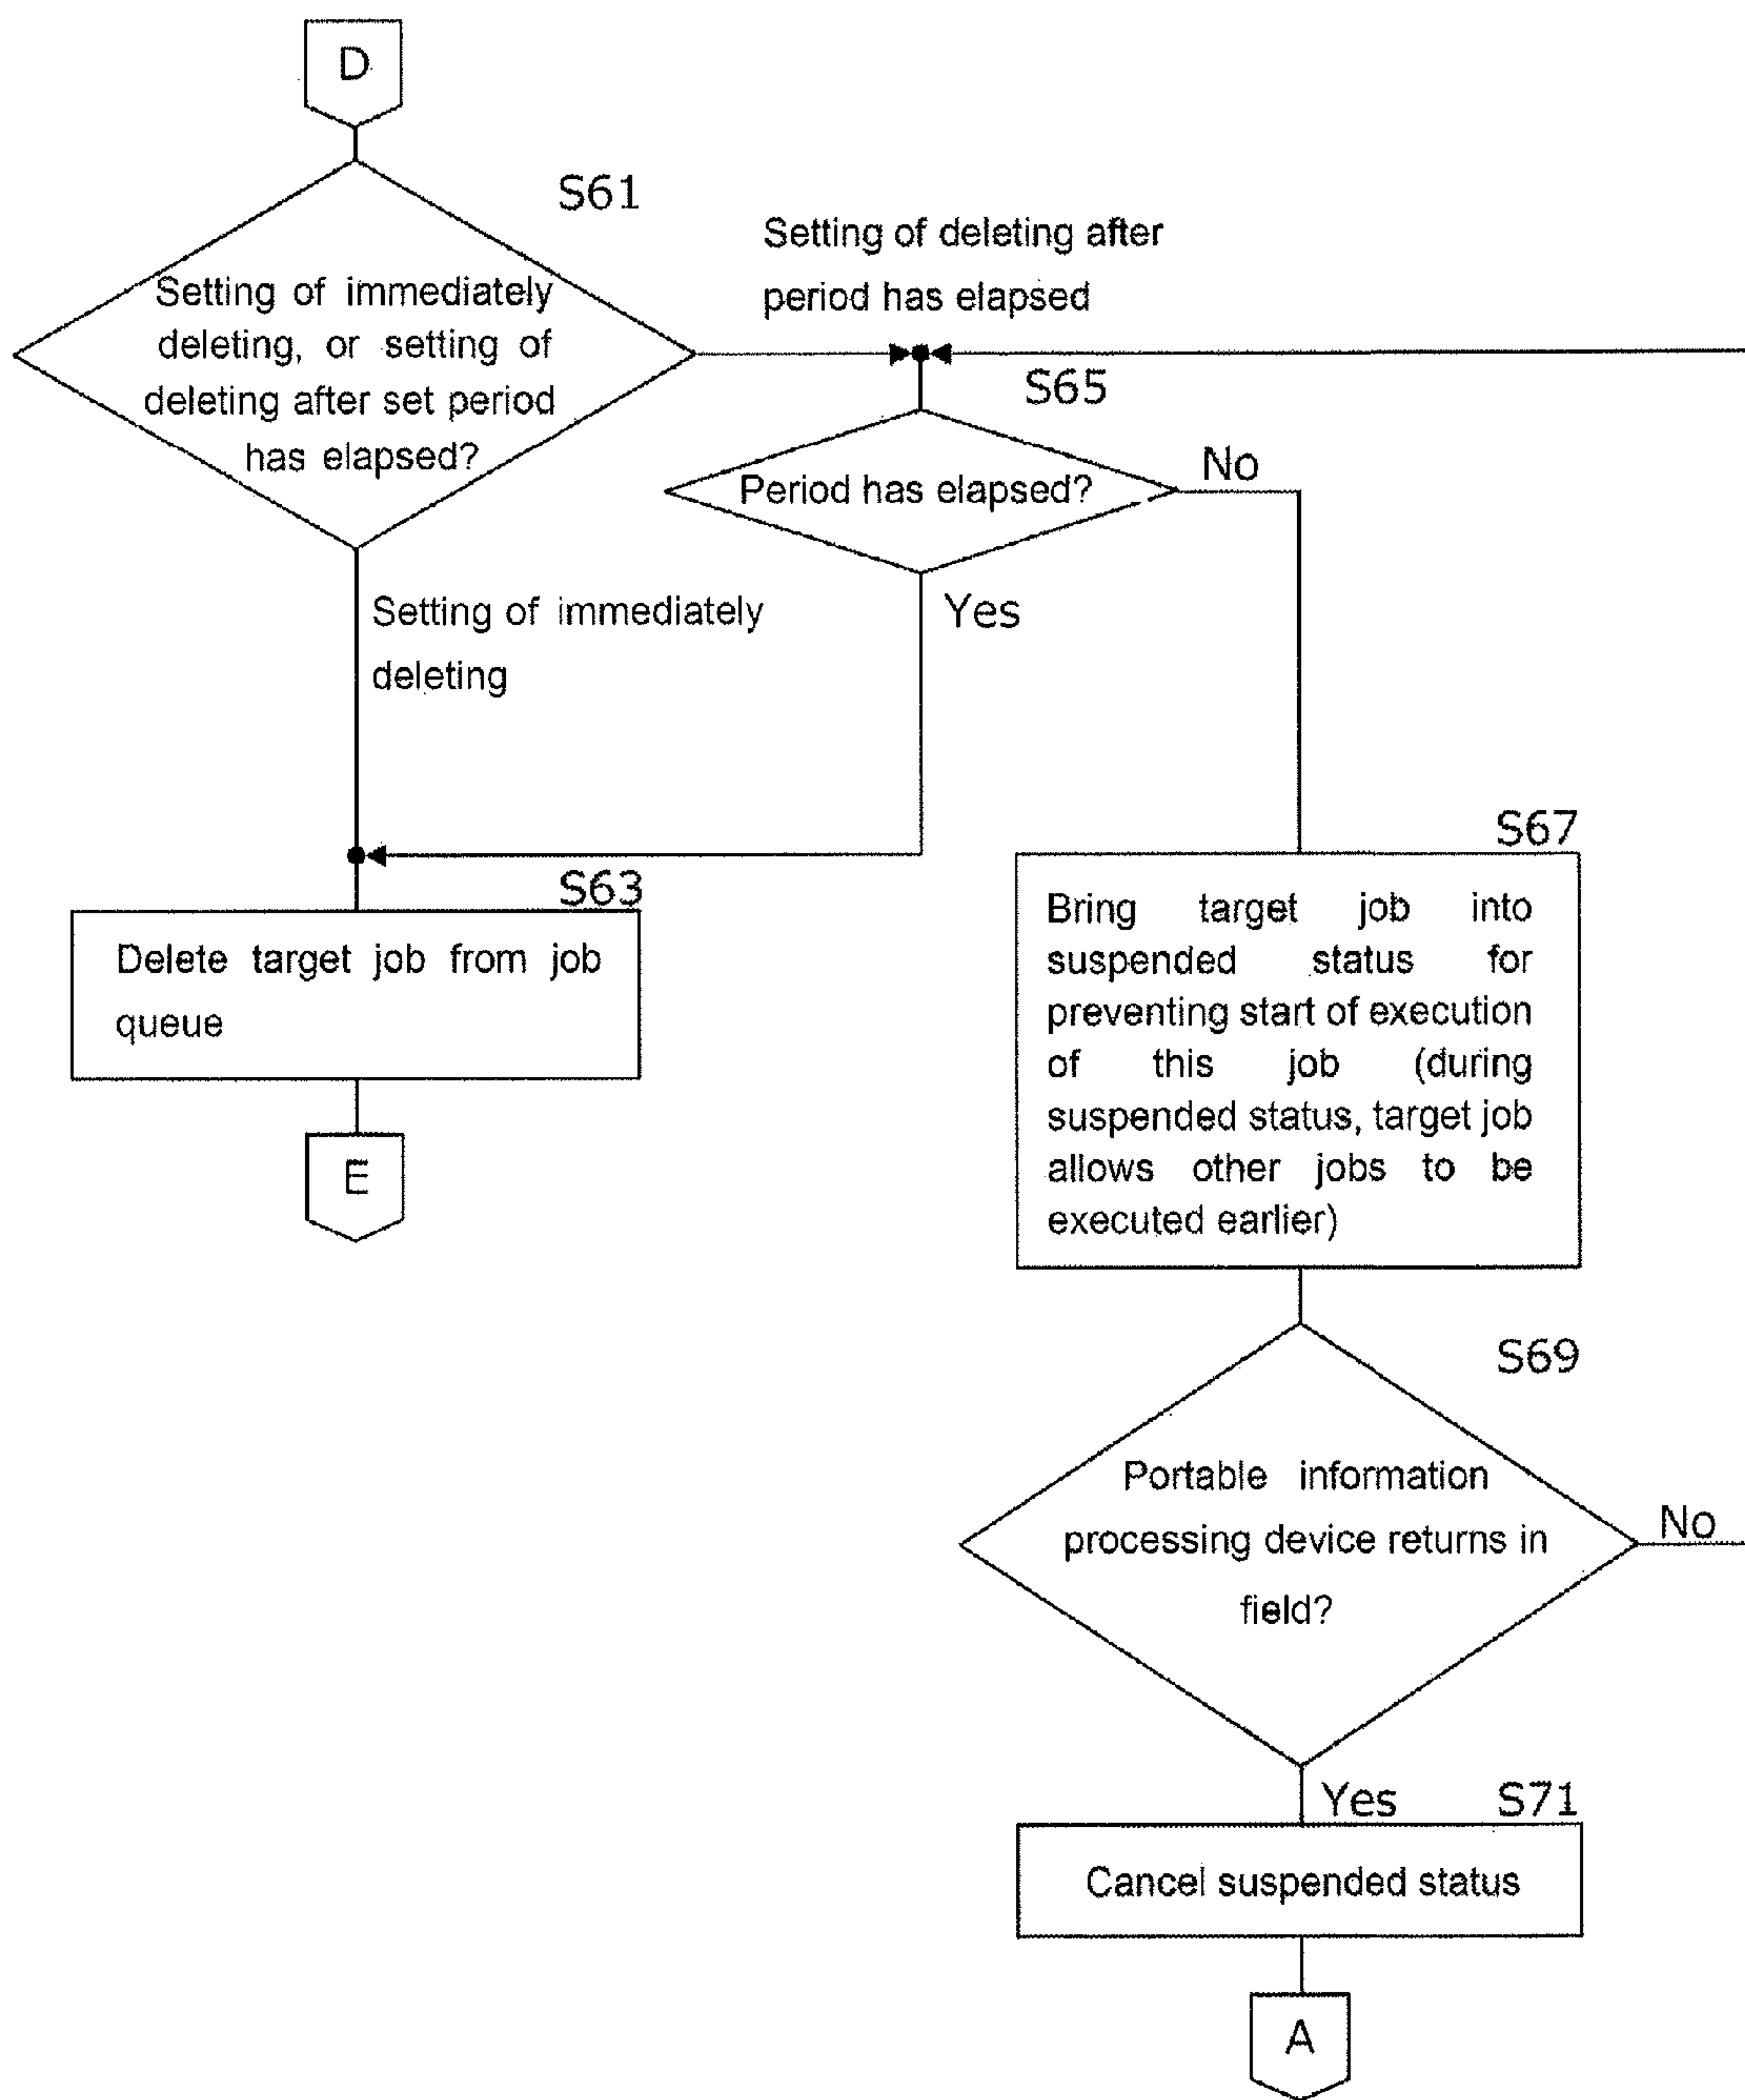 D
S61
Setting of immediately
deleting, or setting of
deleting after set period
has elapsed?
Setting of deleting after
period has elapsed
S65
Period has elapsed?
No
Yes
Setting of immediately
deleting
S63
Delete target job from job
queue
E
S67
Bring target job into
suspended status for
preventing start of execution
of this job (during
suspended status, target job
allows other jobs to be
executed earlier)
S69
Portable information
processing device returns in
field?
No
Yes
S71
Cancel suspended status
A